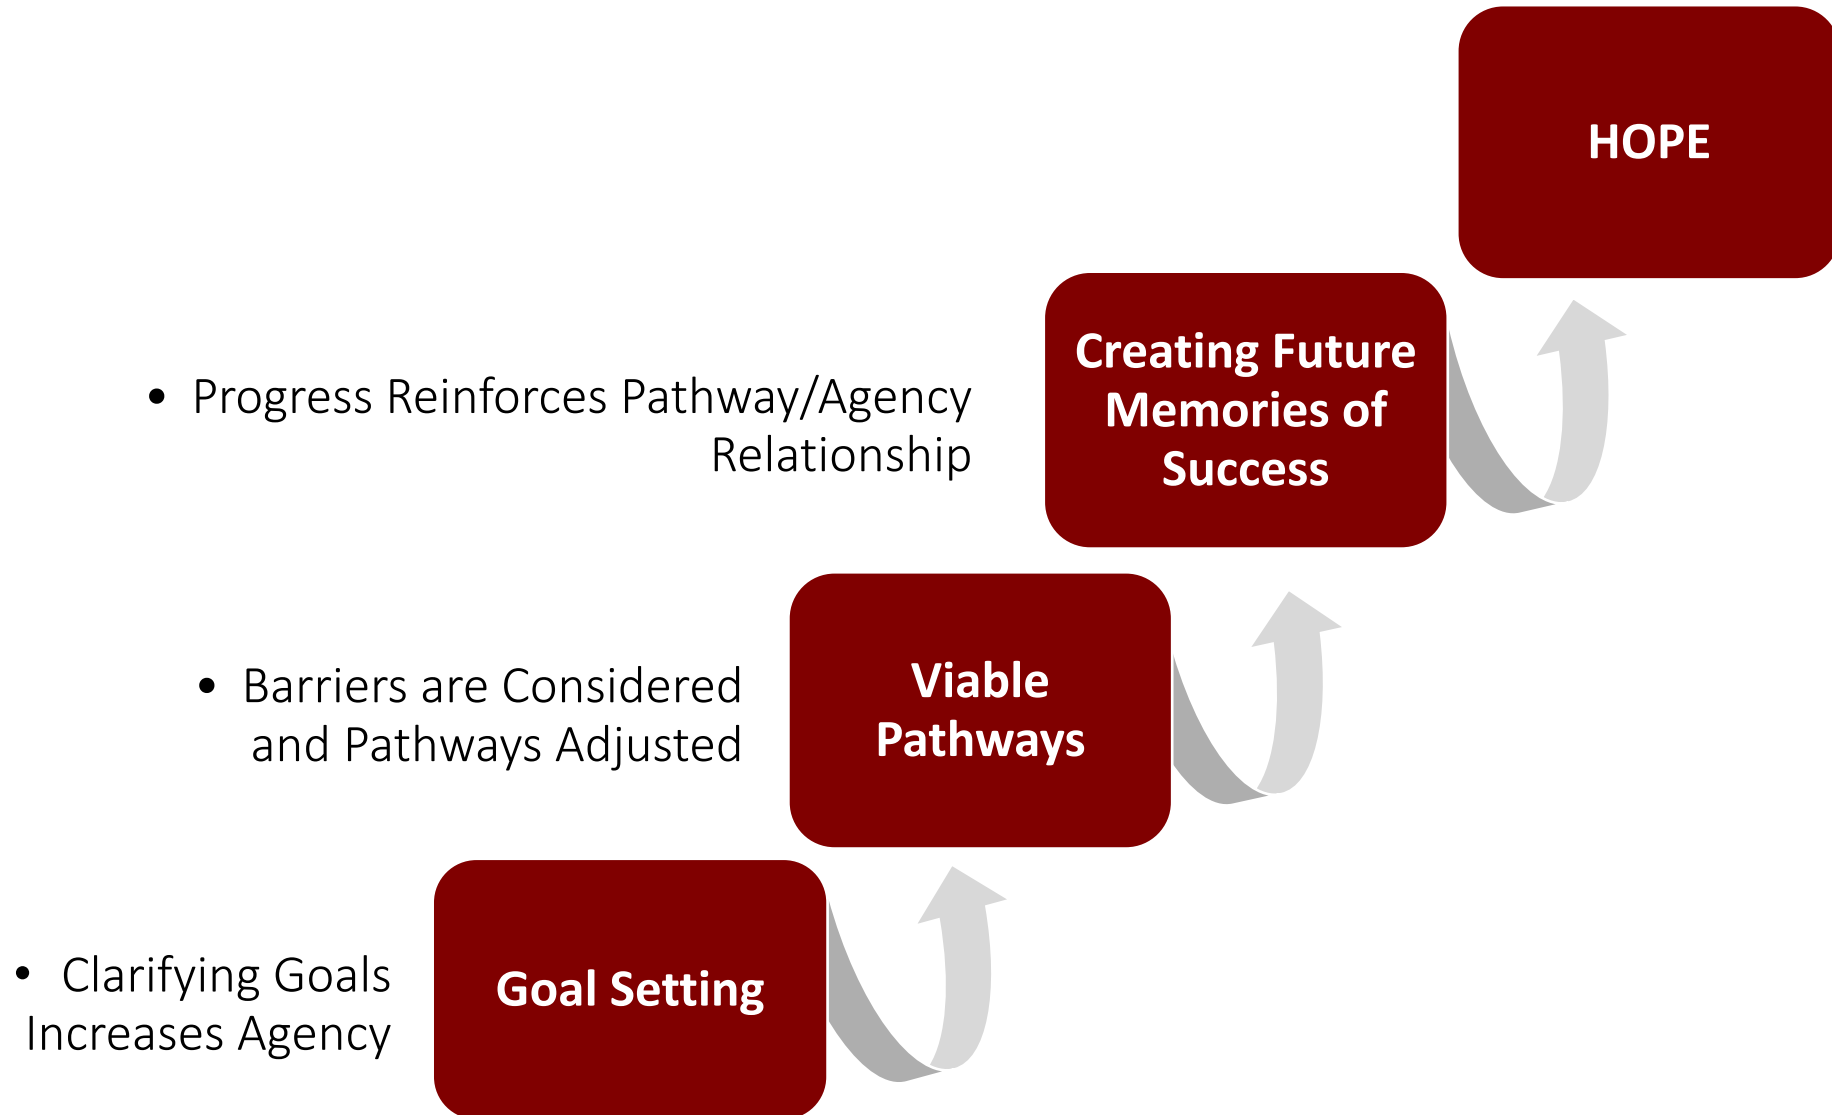 HOPE
Creating Future
Memories of
Success
• Progress Reinforces Pathway/Agency
Relationship
Viable
Pathways
• Barriers are Considered
and Pathways Adjusted
Goal Setting
• Clarifying Goals
Increases Agency